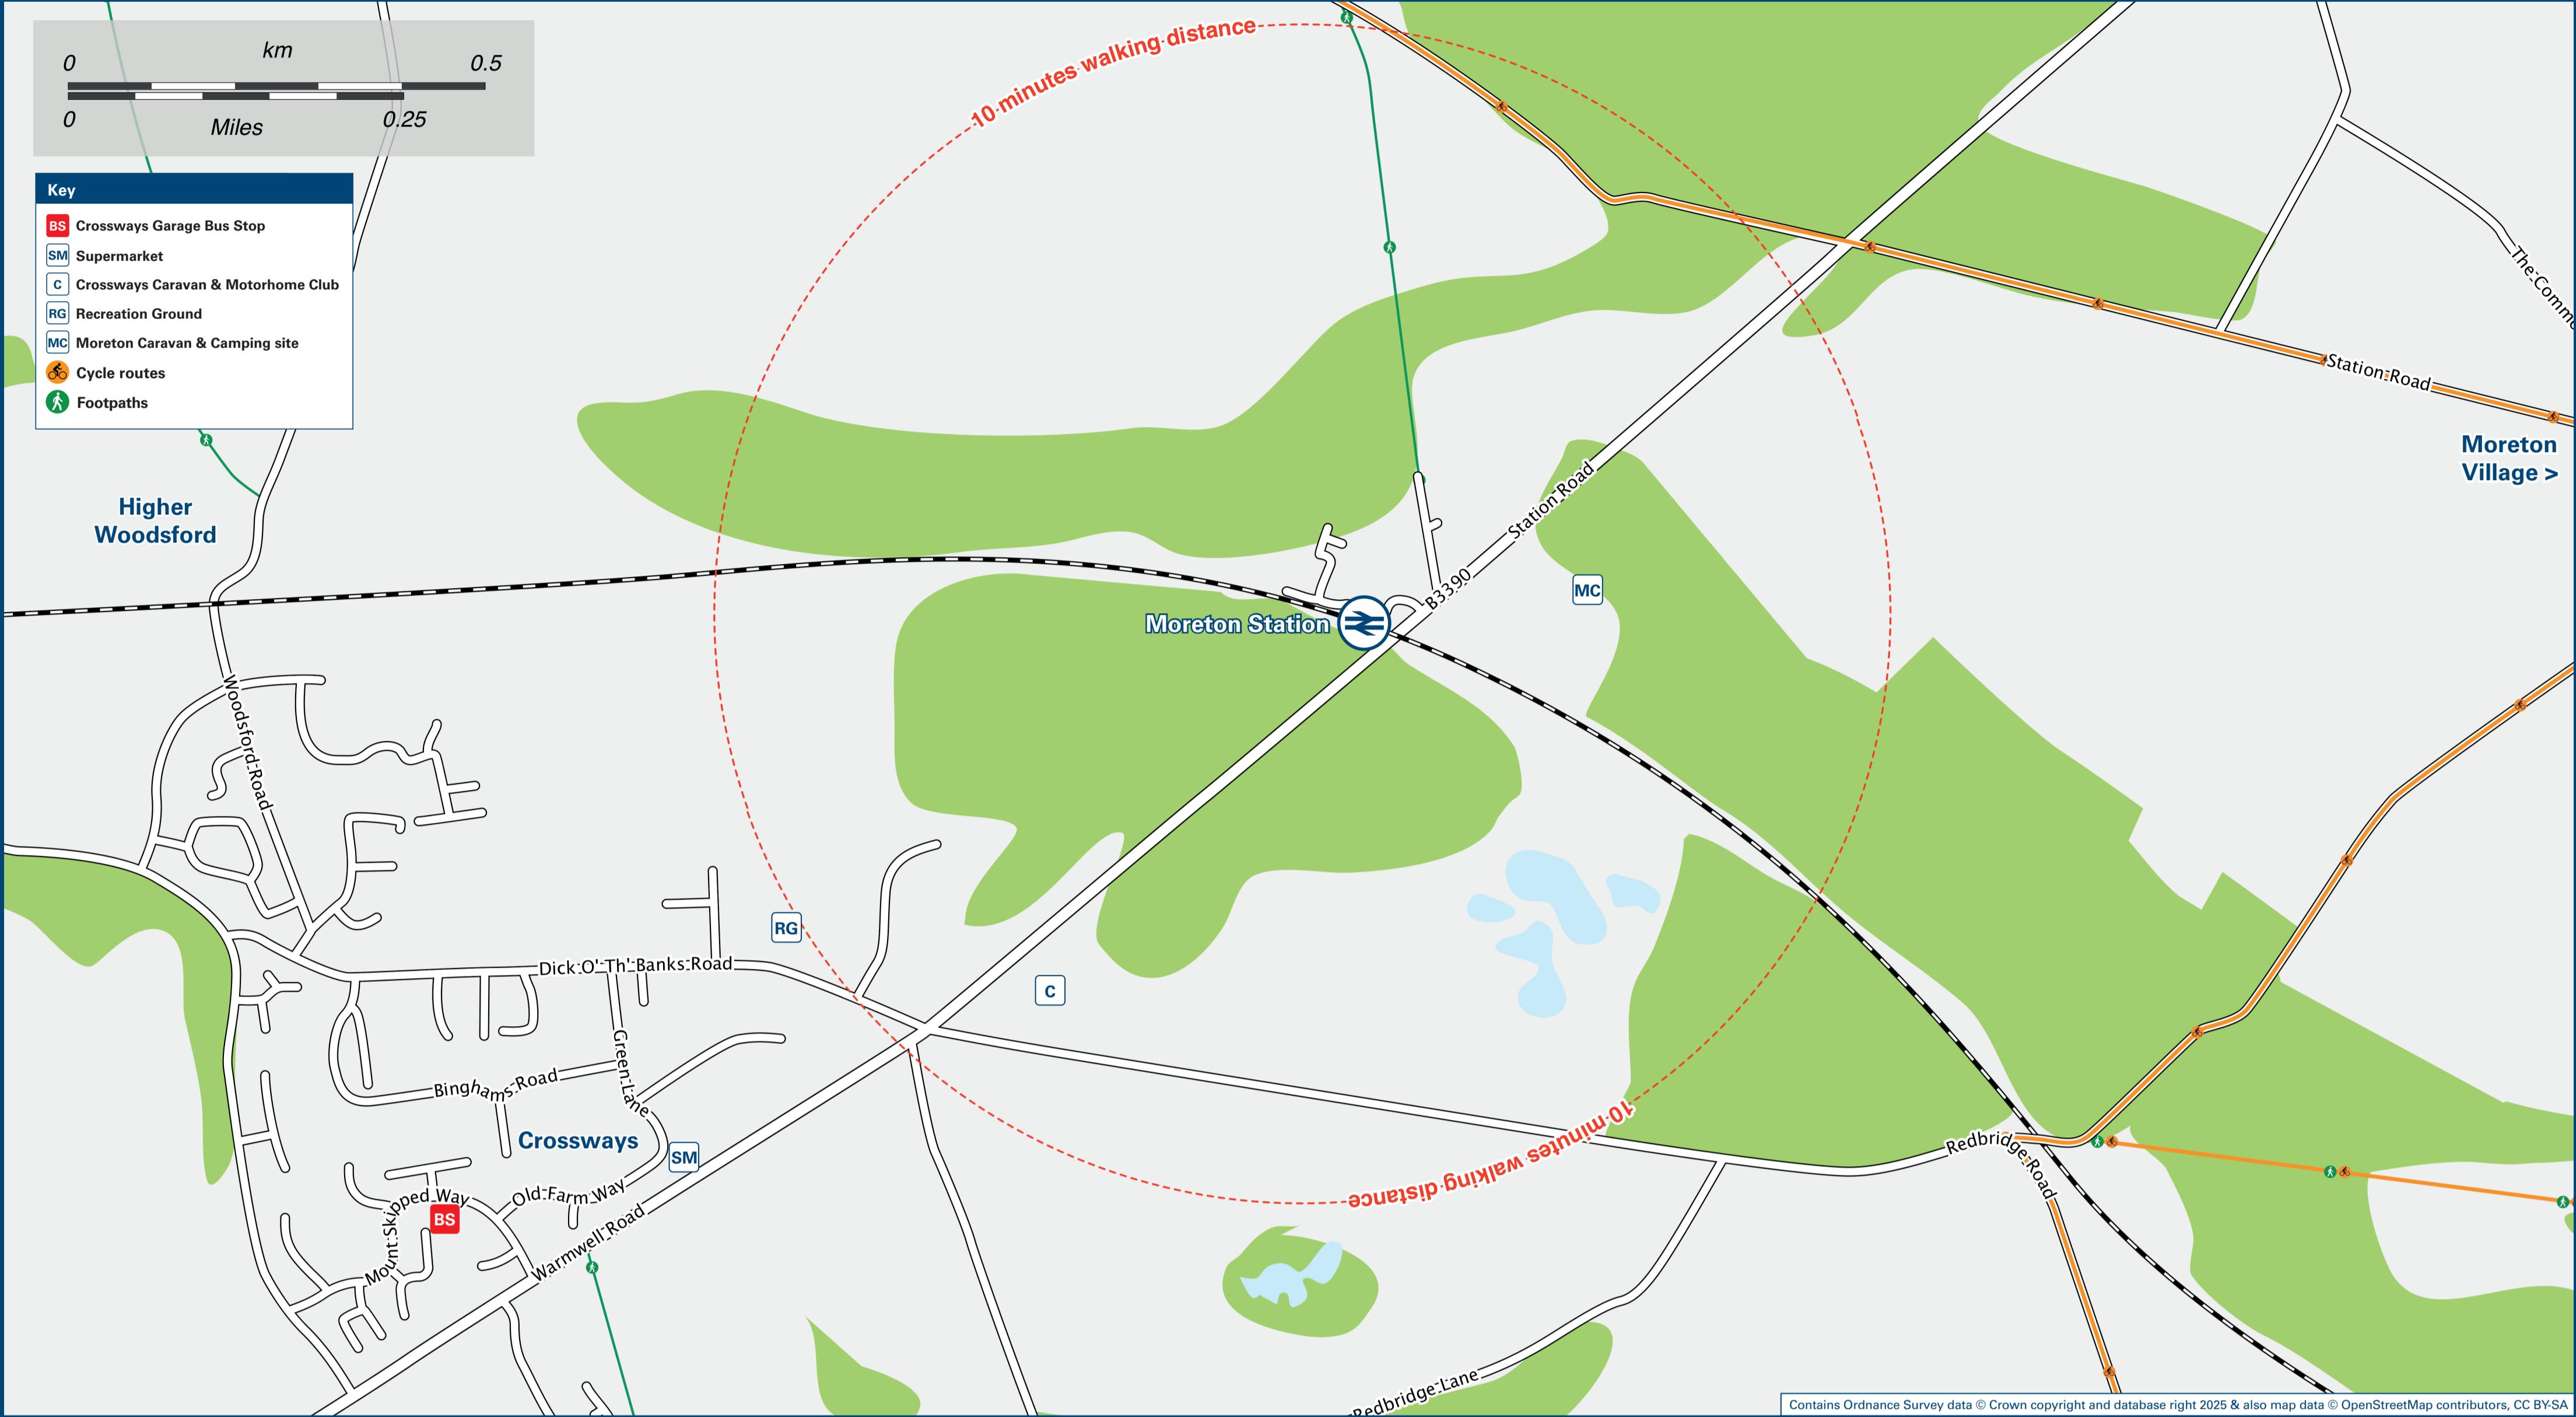 km
0 0.5
0 0.25
Miles
Key
BS Crossways Garage Bus Stop
SM Supermarket
C Crossways Caravan & Motorhome Club
RG Recreation Ground
MC Moreton Caravan & Camping site
Cycle routes
Footpaths
10 minutes walking distance
Station Road
Moreton
Village >
Higher
Woodsford
Station Road
B3390
MC
Moreton Station
Woodsford Road
RG
Dick O' Th' Banks Road
C
Green Lane
Binghams Road
Crossways
SM
10 minutes walking distance
Redbridge Road
Old Farm Way
Mount Skipped Way
BS
Warmwell Road
Redbridge Lane
Contains Ordnance Survey data © Crown copyright and database right 2025 & also map data © OpenStreetMap contributors, CC BY-SA